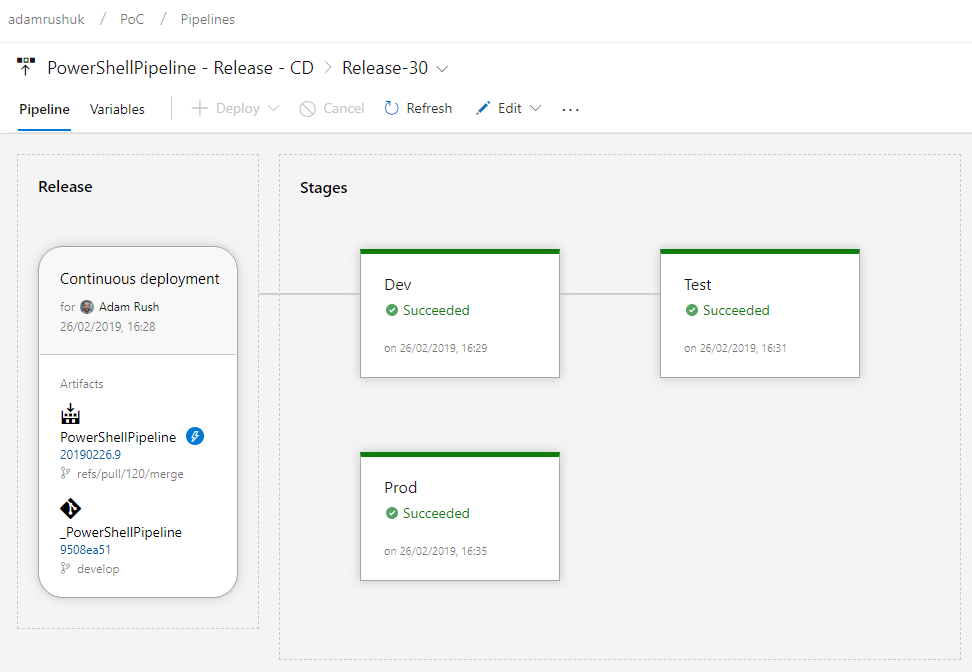 adamrushuk / PoC / Pipelines
PowerShellPipeline - Release - CD > Release-30
Pipeline Variables Deploy Cancel Refresh Edit ...
Release
Continuous deployment
for Adam Rush
26/02/2019, 16:28
Artifacts
PowerShellPipeline
20190226.9
refs/pull/120/merge
_PowerShellPipeline
9508ea51
develop
Stages
Dev
Succeeded
on 26/02/2019, 16:29
Test
Succeeded
on 26/02/2019, 16:31
Prod
Succeeded
on 26/02/2019, 16:35